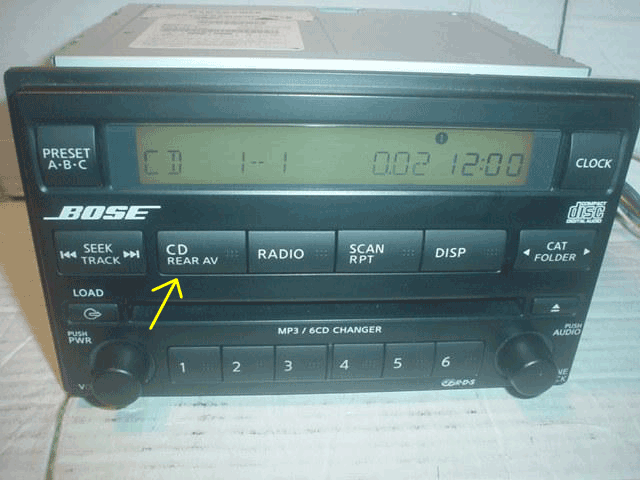 PRESET
A·B·C
CD 1--1 0.02 12:00
CLOCK
BOSE
COMPACT
disc
DIGITAL AUDIO
SEEK
TRACK
CD
REAR AV
RADIO
SCAN
RPT
DISP
CAT
FOLDER
LOAD
MP3 / 6CD CHANGER
PUSH
PWR
PUSH
AUDIO
1 2 3 4 5 6
R·D·S